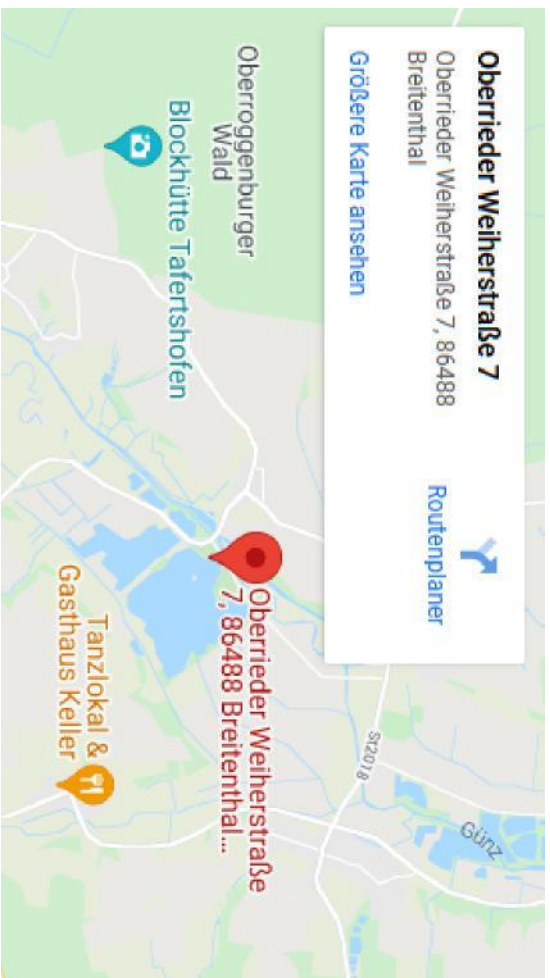 Oberrieder Weiherstraße 7
Oberrieder Weiherstraße 7, 86488
Breitenthal
Routenplaner
Größere Karte ansehen
Oberroggenburger
Wald
Blockhütte Tafertshofen
Oberrieder Weiherstraße
7, 86488 Breitenthal...
Tanzlokal &
Gasthaus Keller
St2018
Günz